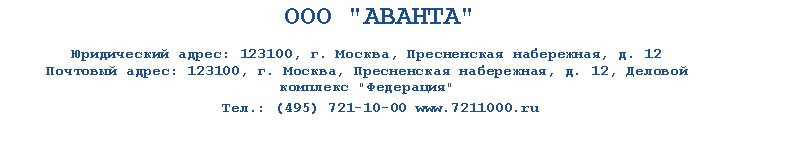 ООО "АВАНТА"
Юридический адрес: 123100, г. Москва, Пресненская набережная, д. 12
Почтовый адрес: 123100, г. Москва, Пресненская набережная, д. 12, Деловой
комплекс "Федерация"
Тел.: (495) 721-10-00 www.7211000.ru